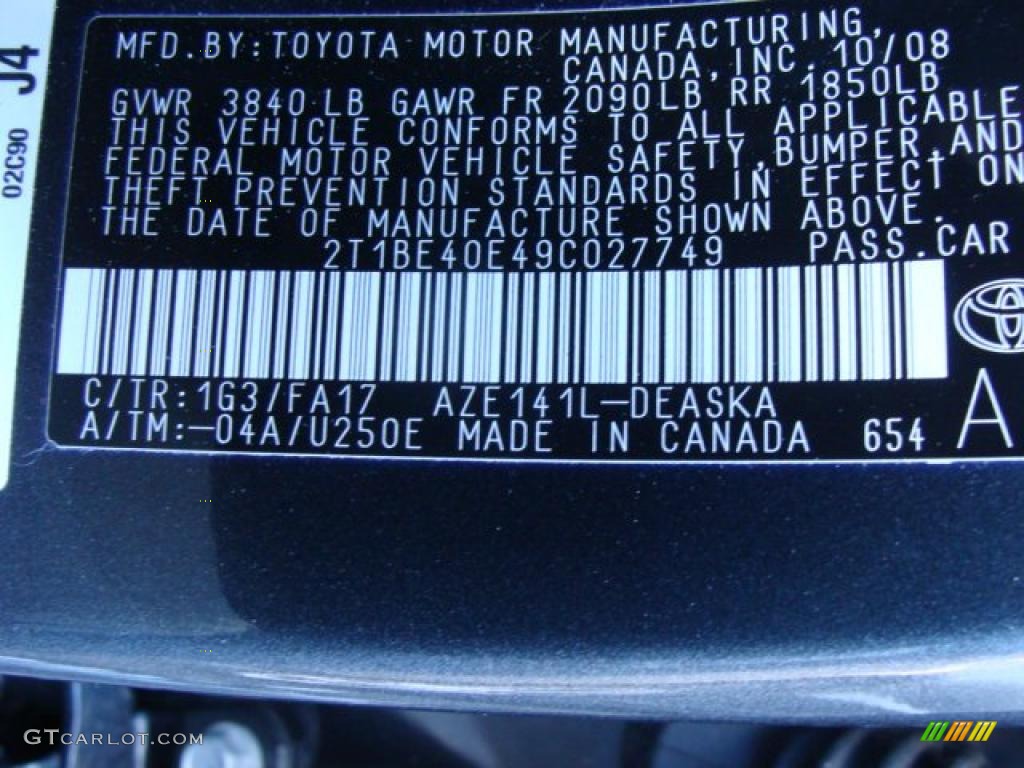 J4
02C90
MFD.BY:TOYOTA MOTOR MANUFACTURING,
CANADA,INC. 10/08
GVWR 3840 LB GAWR FR 2090LB RR 1850LB
THIS VEHICLE CONFORMS TO ALL APPLICABLE
FEDERAL MOTOR VEHICLE SAFETY,BUMPER,AND
THEFT PREVENTION STANDARDS IN EFFECT ON
THE DATE OF MANUFACTURE SHOWN ABOVE.
2T1BE40E49C027749 PASS.CAR
C/TR:1G3/FA17 AZE141L-DEASKA
A/TM:-04A/U250E MADE IN CANADA 654 A
GTCARLOT.COM